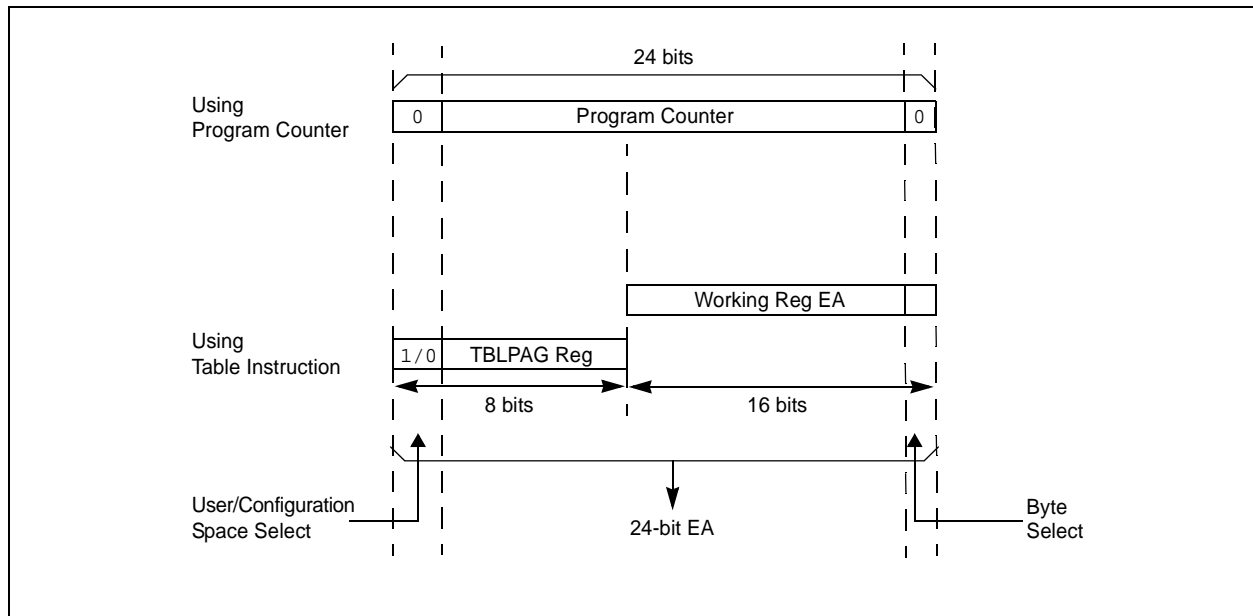 24 bits
Using
Program Counter
0
Program Counter
0
Working Reg EA
Using
Table Instruction
1/0
TBLPAG Reg
8 bits
16 bits
User/Configuration
Space Select
24-bit EA
Byte
Select